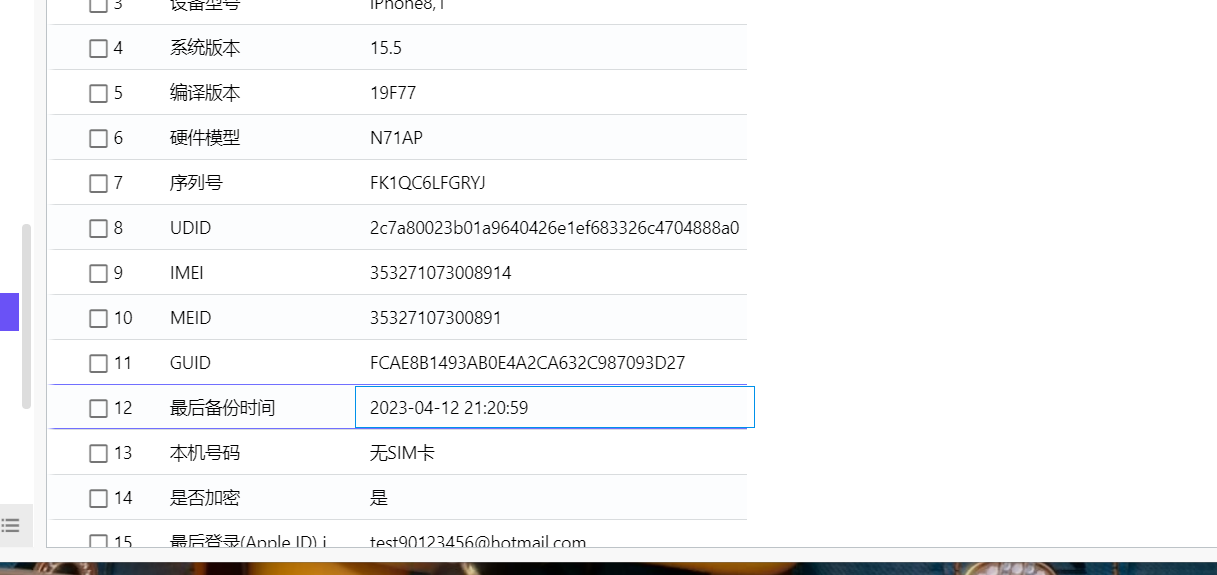 3 设备型号 iPhone8,1
4 系统版本 15.5
5 编译版本 19F77
6 硬件模型 N71AP
7 序列号 FK1QC6LFGRYJ
8 UDID 2c7a80023b01a9640426e1ef683326c4704888a0
9 IMEI 353271073008914
10 MEID 35327107300891
11 GUID FCAE8B1493AB0E4A2CA632C987093D27
12 最后备份时间 2023-04-12 21:20:59
13 本机号码 无SIM卡
14 是否加密 是
15 最后登录(Apple ID) i test90123456@hotmail.com